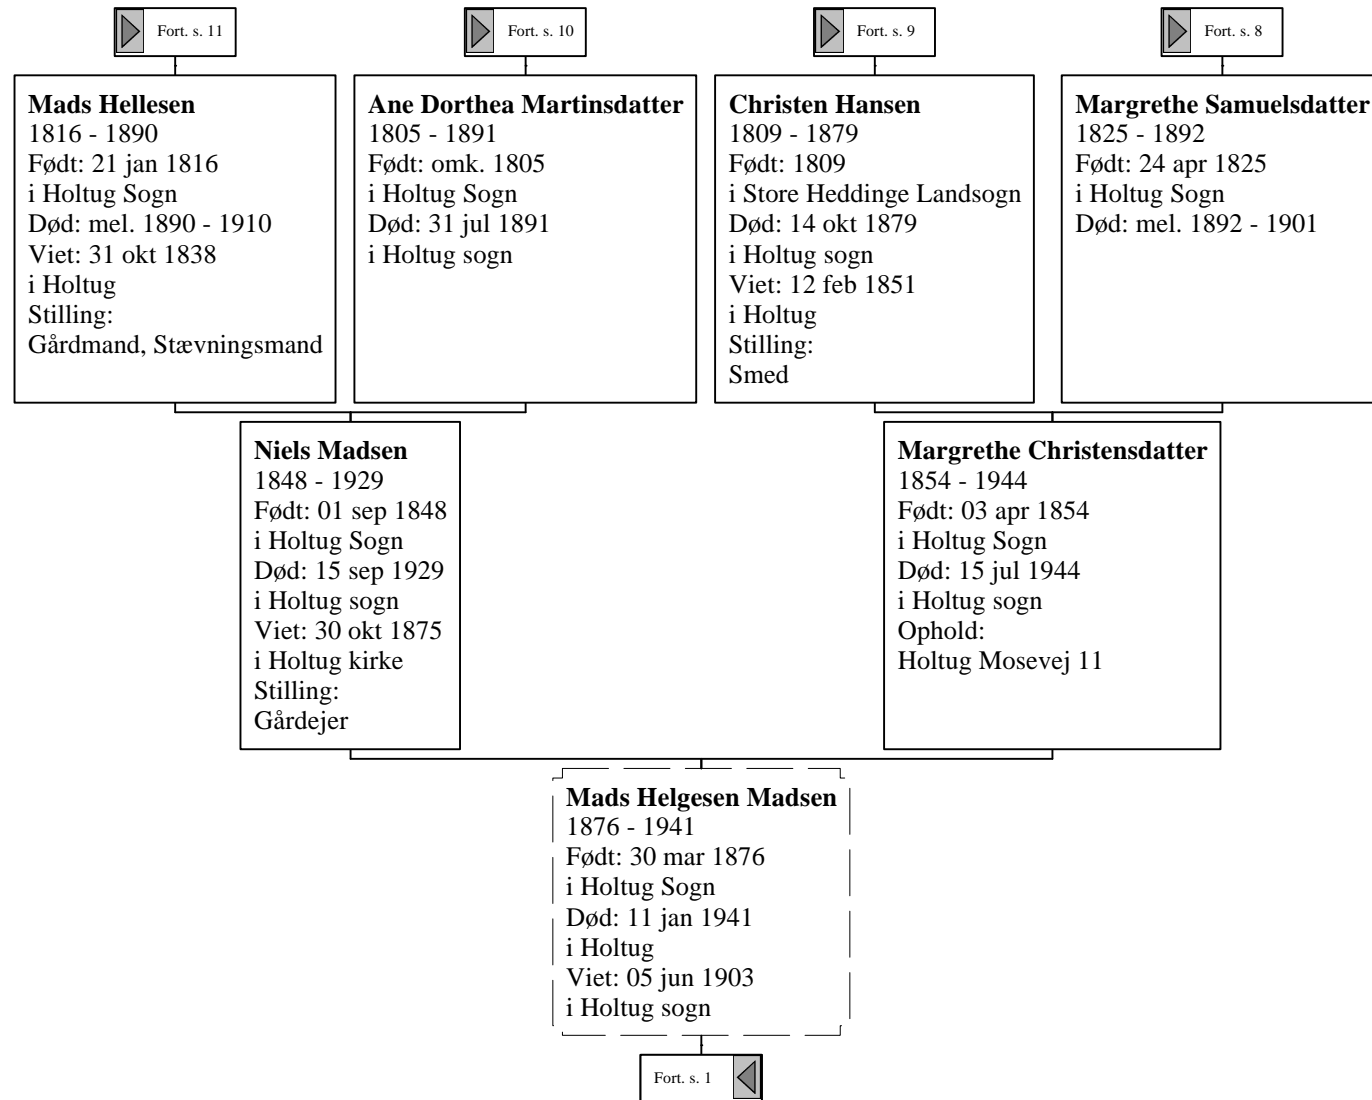 Fort. s. 11
Fort. s. 10
Fort. s. 9
Fort. s. 8
Mads Hellesen
1816 - 1890
Født: 21 jan 1816
i Holtug Sogn
Død: mel. 1890 - 1910
Viet: 31 okt 1838
i Holtug
Stilling:
Gårdmand, Stævningsmand
Ane Dorthea Martinsdatter
1805 - 1891
Født: omk. 1805
i Holtug Sogn
Død: 31 jul 1891
i Holtug sogn
Christen Hansen
1809 - 1879
Født: 1809
i Store Heddinge Landsogn
Død: 14 okt 1879
i Holtug sogn
Viet: 12 feb 1851
i Holtug
Stilling:
Smed
Margrethe Samuelsdatter
1825 - 1892
Født: 24 apr 1825
i Holtug Sogn
Død: mel. 1892 - 1901
Niels Madsen
1848 - 1929
Født: 01 sep 1848
i Holtug Sogn
Død: 15 sep 1929
i Holtug sogn
Viet: 30 okt 1875
i Holtug kirke
Stilling:
Gårdejer
Margrethe Christensdatter
1854 - 1944
Født: 03 apr 1854
i Holtug Sogn
Død: 15 jul 1944
i Holtug sogn
Ophold:
Holtug Mosevej 11
Mads Helgesen Madsen
1876 - 1941
Født: 30 mar 1876
i Holtug Sogn
Død: 11 jan 1941
i Holtug
Viet: 05 jun 1903
i Holtug sogn
Fort. s. 1